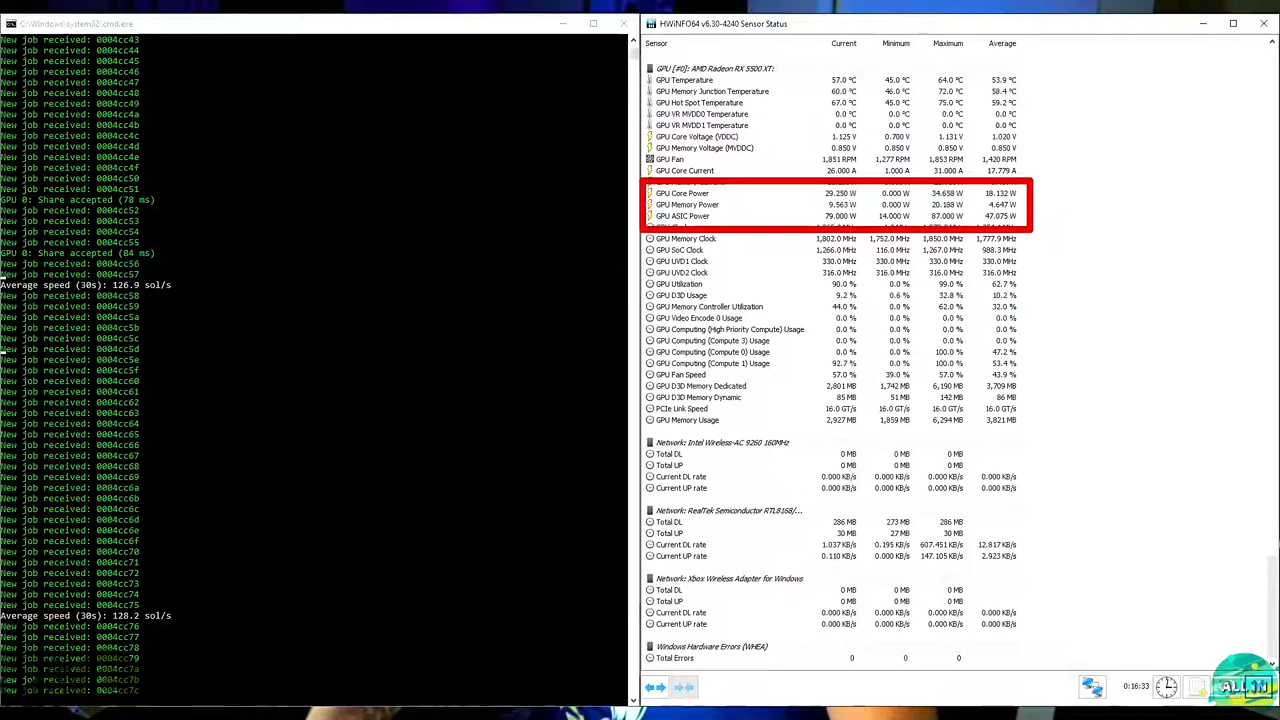 C:\Windows\system32\cmd.exe
New job received: 0004cc43
New job received: 0004cc44
New job received: 0004cc45
New job received: 0004cc46
New job received: 0004cc47
New job received: 0004cc48
New job received: 0004cc49
New job received: 0004cc4a
New job received: 0004cc4b
New job received: 0004cc4c
New job received: 0004cc4d
New job received: 0004cc4e
New job received: 0004cc4f
New job received: 0004cc50
New job received: 0004cc51
GPU 0: Share accepted (78 ms)
New job received: 0004cc52
New job received: 0004cc53
New job received: 0004cc54
New job received: 0004cc55
GPU 0: Share accepted (84 ms)
New job received: 0004cc56
New job received: 0004cc57
Average speed (30s): 126.9 sol/s
New job received: 0004cc58
New job received: 0004cc59
New job received: 0004cc5a
New job received: 0004cc5b
New job received: 0004cc5c
New job received: 0004cc5d
New job received: 0004cc5e
New job received: 0004cc5f
New job received: 0004cc60
New job received: 0004cc61
New job received: 0004cc62
New job received: 0004cc63
New job received: 0004cc64
New job received: 0004cc65
New job received: 0004cc66
New job received: 0004cc67
New job received: 0004cc68
New job received: 0004cc69
New job received: 0004cc6a
New job received: 0004cc6b
New job received: 0004cc6c
New job received: 0004cc6d
New job received: 0004cc6e
New job received: 0004cc6f
New job received: 0004cc70
New job received: 0004cc71
New job received: 0004cc72
New job received: 0004cc73
New job received: 0004cc74
New job received: 0004cc75
Average speed (30s): 128.2 sol/s
New job received: 0004cc76
New job received: 0004cc77
New job received: 0004cc78
New job received: 0004cc79
New job received: 0004cc7a
New job received: 0004cc7b
New job received: 0004cc7c
HWiNFO64 v6.30-4240 Sensor Status
Sensor Current Minimum Maximum Average
GPU [#0]: AMD Radeon RX 5500 XT:
GPU Temperature 57.0 °C 45.0 °C 64.0 °C 53.9 °C
GPU Memory Junction Temperature 60.0 °C 46.0 °C 72.0 °C 58.4 °C
GPU Hot Spot Temperature 67.0 °C 45.0 °C 75.0 °C 59.2 °C
GPU VR MVDD0 Temperature 0.0 °C 0.0 °C 0.0 °C 0.0 °C
GPU VR MVDD1 Temperature 0.0 °C 0.0 °C 0.0 °C 0.0 °C
GPU Core Voltage (VDDC) 1.125 V 0.700 V 1.131 V 1.020 V
GPU Memory Voltage (MVDDC) 0.850 V 0.850 V 0.850 V 0.850 V
GPU Fan 1,851 RPM 1,277 RPM 1,853 RPM 1,420 RPM
GPU Core Current 26.000 A 1.000 A 31.000 A 17.779 A
GPU Core Power 29.250 W 0.000 W 34.658 W 18.132 W
GPU Memory Power 9.563 W 0.000 W 20.188 W 4.647 W
GPU ASIC Power 79.000 W 14.000 W 87.000 W 47.075 W
GPU Memory Clock 1,802.0 MHz 1,752.0 MHz 1,850.0 MHz 1,777.9 MHz
GPU SoC Clock 1,266.0 MHz 116.0 MHz 1,267.0 MHz 988.3 MHz
GPU UVD1 Clock 330.0 MHz 330.0 MHz 330.0 MHz 330.0 MHz
GPU UVD2 Clock 316.0 MHz 316.0 MHz 316.0 MHz 316.0 MHz
GPU Utilization 90.0 % 0.0 % 99.0 % 62.7 %
GPU D3D Usage 9.2 % 0.6 % 32.8 % 10.2 %
GPU Memory Controller Utilization 44.0 % 0.0 % 62.0 % 32.0 %
GPU Video Encode 0 Usage 0.0 % 0.0 % 0.0 % 0.0 %
GPU Computing (High Priority Compute) Usage 0.0 % 0.0 % 0.0 % 0.0 %
GPU Computing (Compute 3) Usage 0.0 % 0.0 % 0.0 % 0.0 %
GPU Computing (Compute 0) Usage 0.0 % 0.0 % 100.0 % 47.2 %
GPU Computing (Compute 1) Usage 92.7 % 0.0 % 100.0 % 53.4 %
GPU Fan Speed 57.0 % 39.0 % 57.0 % 43.9 %
GPU D3D Memory Dedicated 2,801 MB 1,742 MB 6,190 MB 3,709 MB
GPU D3D Memory Dynamic 85 MB 51 MB 142 MB 86 MB
PCIe Link Speed 16.0 GT/s 16.0 GT/s 16.0 GT/s 16.0 GT/s
GPU Memory Usage 2,927 MB 1,859 MB 6,294 MB 3,821 MB
Network: Intel Wireless-AC 9260 160MHz
Total DL 0 MB 0 MB 0 MB
Total UP 0 MB 0 MB 0 MB
Current DL rate 0.000 KB/s 0.000 KB/s 0.000 KB/s 0.000 KB/s
Current UP rate 0.000 KB/s 0.000 KB/s 0.000 KB/s 0.000 KB/s
Network: RealTek Semiconductor RTL8168/...
Total DL 286 MB 273 MB 286 MB
Total UP 30 MB 27 MB 30 MB
Current DL rate 1.037 KB/s 0.195 KB/s 607.451 KB/s 12.817 KB/s
Current UP rate 0.110 KB/s 0.000 KB/s 147.105 KB/s 2.923 KB/s
Network: Xbox Wireless Adapter for Windows
Total DL 0 MB 0 MB 0 MB
Total UP 0 MB 0 MB 0 MB
Current DL rate 0.000 KB/s 0.000 KB/s 0.000 KB/s 0.000 KB/s
Current UP rate 0.000 KB/s 0.000 KB/s 0.000 KB/s 0.000 KB/s
Windows Hardware Errors (WHEA)
Total Errors 0 0 0
0:16:33
ALL IN